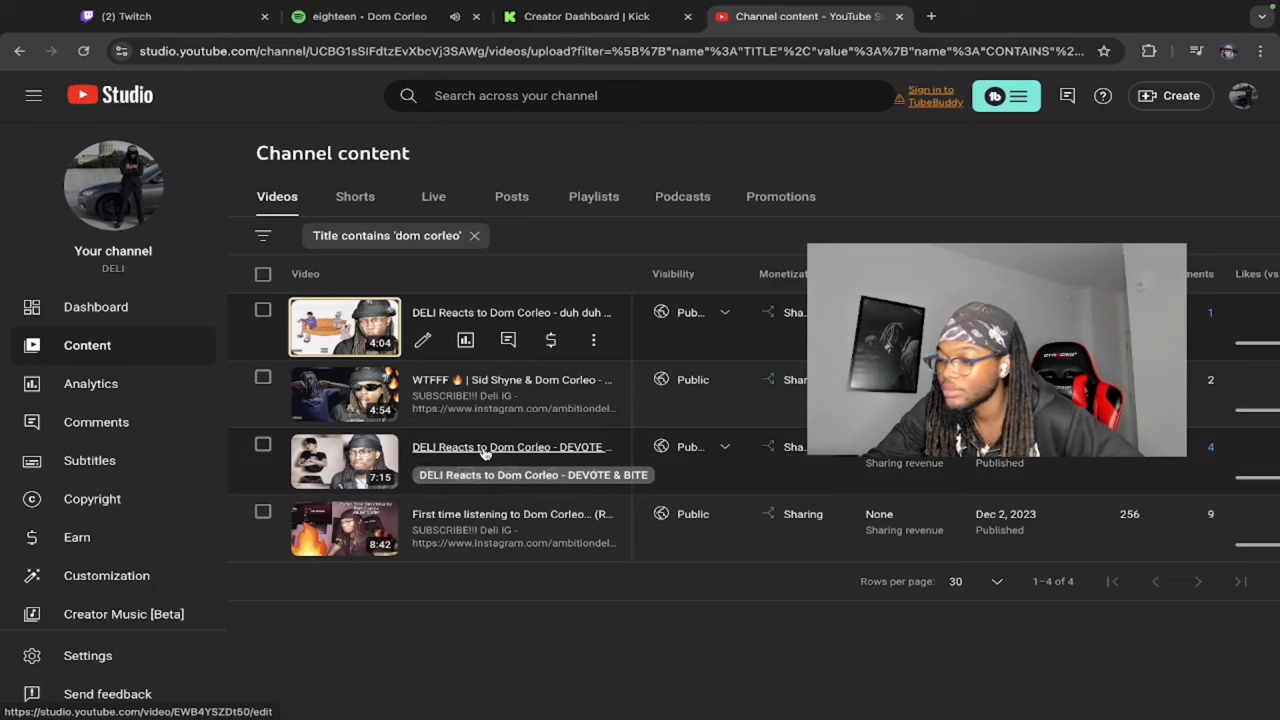 (2) Twitch
eighteen - Dom Corleo
Creator Dashboard | Kick
Channel content - YouTube S
studio.youtube.com/channel/UCBG1sSIFdtzEvXbcVj3SAWg/videos/upload?filter=%5B%7B"name"%3A"TITLE"%2C"value"%3A%7B"name"%3A"CONTAINS"%2...
Studio
Search across your channel
Sign in to
TubeBuddy
Create
Channel content
Videos
Shorts
Live
Posts
Playlists
Podcasts
Promotions
Your channel
DELI
Title contains 'dom corleo'
Video
Visibility
Monetiza
nents
Likes (vs.
Dashboard
Content
Analytics
Comments
Subtitles
Copyright
Earn
Customization
Creator Music [Beta]
Settings
Send feedback
4:04
DELI Reacts to Dom Corleo - duh duh ...
Pub...
Sha..
1
4:54
WTFFF 🔥 | Sid Shyne & Dom Corleo - ...
SUBSCRIBE!!! Deli IG -
https://www.instagram.com/ambitiondel...
Public
Shar
2
7:15
DELI Reacts to Dom Corleo - DEVOTE ...
DELI Reacts to Dom Corleo - DEVOTE & BITE
Pub...
Sha..
Sharing revenue
Published
4
8:42
First time listening to Dom Corleo... (R...
SUBSCRIBE!!! Deli IG -
https://www.instagram.com/ambitiondel...
Public
Sharing
None
Sharing revenue
Dec 2, 2023
Published
256
9
Rows per page:
30
1–4 of 4
https://studio.youtube.com/video/EWB4YSZDt50/edit